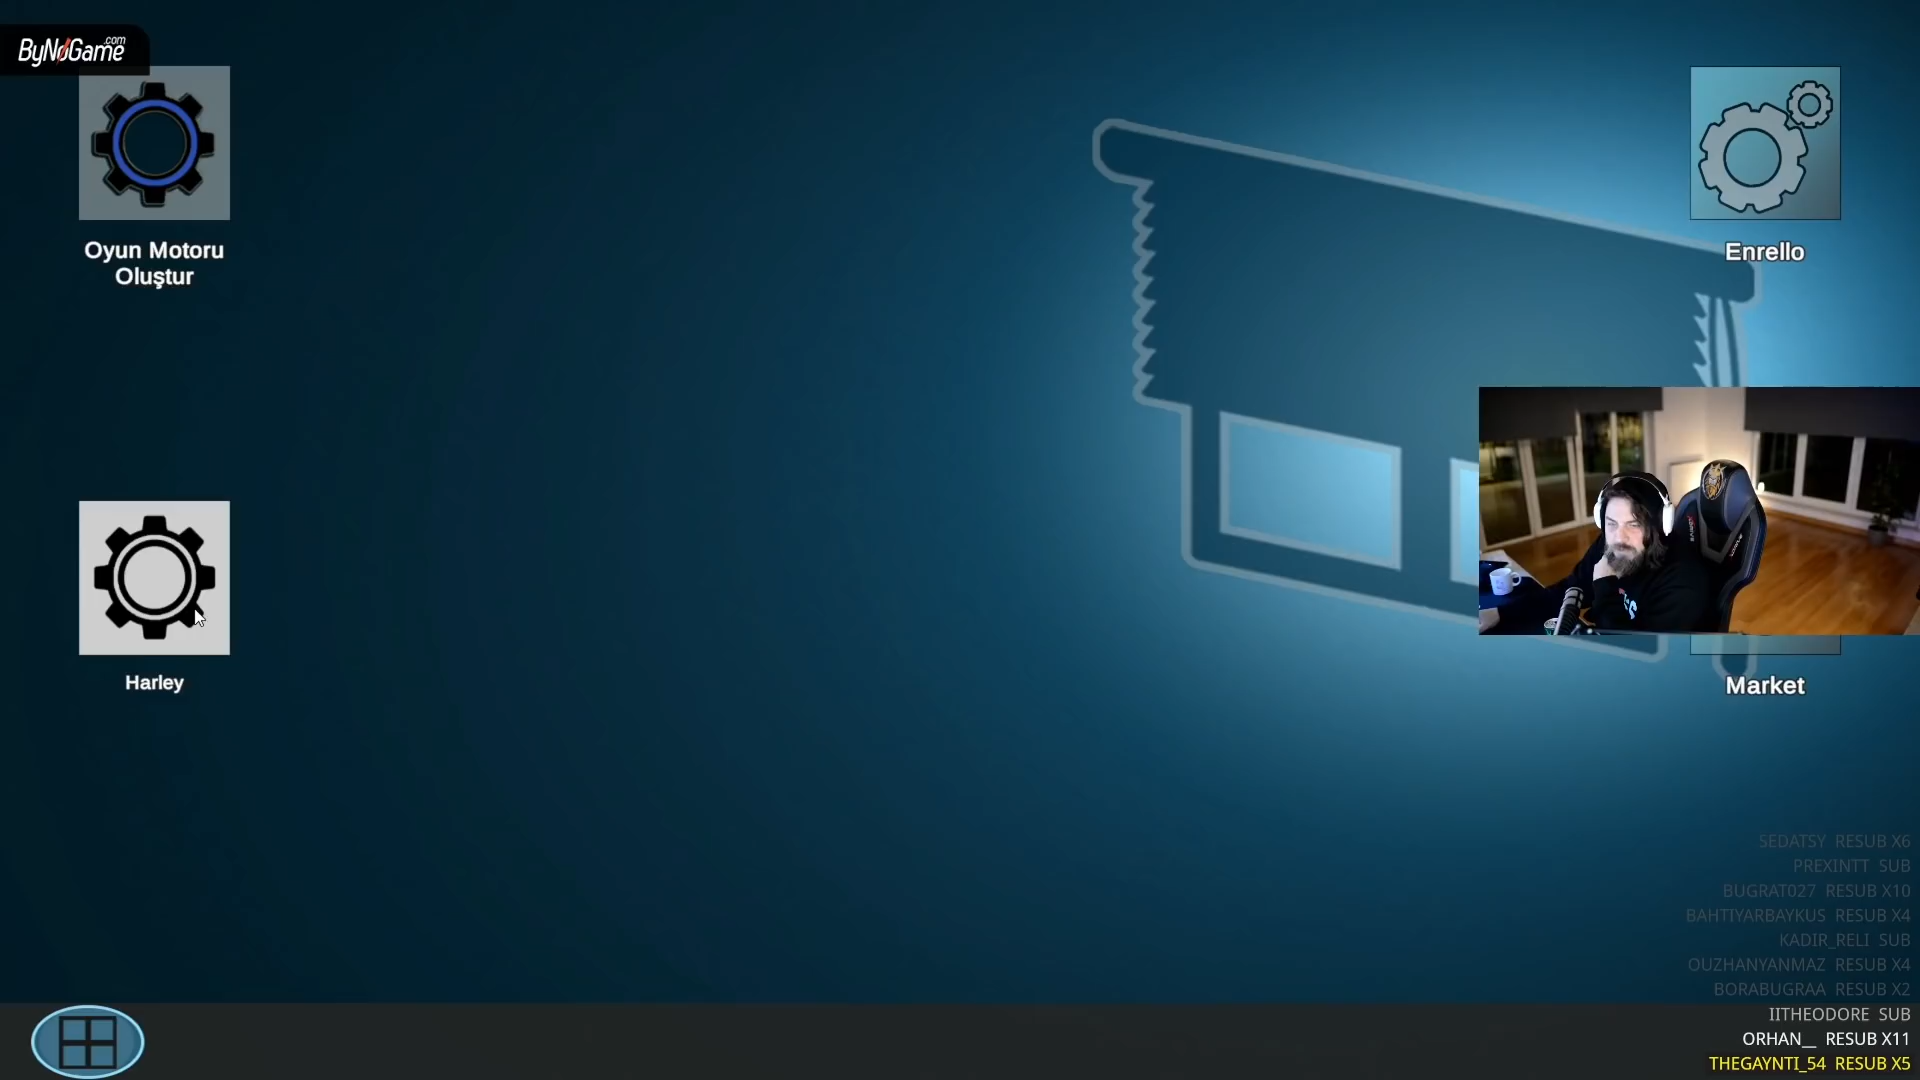 ByNoGame.com
Oyun Motoru
Oluştur
Enrello
Harley
Market
SEDATSY RESUB X6
PREXINTT SUB
BUGRAT027 RESUB X10
BAHTIYARBAYKUS RESUB X4
KADIR_RELI SUB
OUZHANYANMAZ RESUB X4
BORABUGRAA RESUB X2
IITHEODORE SUB
ORHAN__ RESUB X11
THEGAYNTI_54 RESUB X5